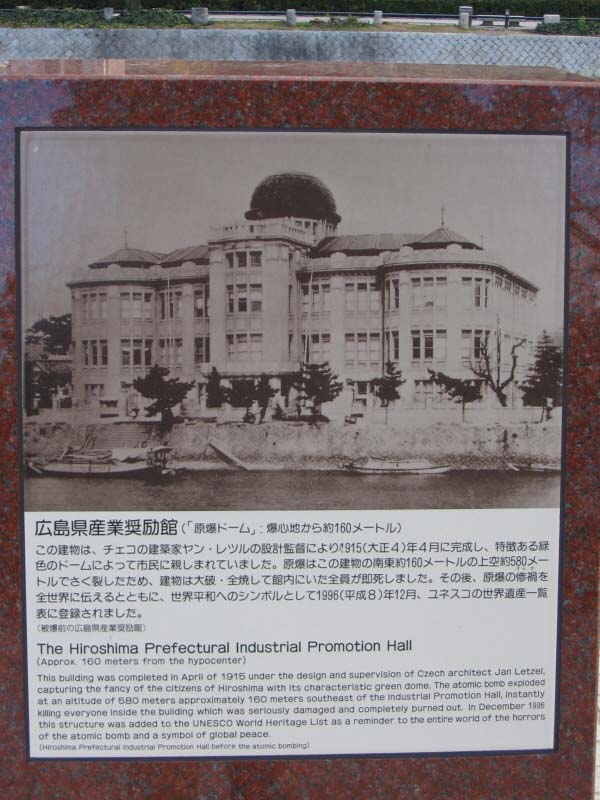 広島県産業奨励館（「原爆ドーム」: 爆心地から約160メートル）
この建物は、チェコの建築家ヤン・レツルの設計監督により1915(大正4)年4月に完成し、特徴ある緑
色のドームによって市民に親しまれていました。原爆はこの建物の南東約160メートルの上空約580メー
トルでさく裂したため、建物は大破・全焼して館内にいた全員が即死しました。その後、原爆の惨禍を
全世界に伝えるとともに、世界平和へのシンボルとして1996(平成8)年12月、ユネスコの世界遺産一覧
表に登録されました。
〈被爆前の広島県産業奨励館〉
The Hiroshima Prefectural Industrial Promotion Hall
(Approx. 160 meters from the hypocenter)
This building was completed in April of 1915 under the design and supervision of Czech architect Jan Letzel,
capturing the fancy of the citizens of Hiroshima with its characteristic green dome. The atomic bomb exploded
at an altitude of 580 meters approximately 160 meters southeast of the Industrial Promotion Hall, instantly
killing everyone inside the building which was seriously damaged and completely burned out. In December 1996
this structure was added to the UNESCO World Heritage List as a reminder to the entire world of the horrors
of the atomic bomb and a symbol of global peace.
(Hiroshima Prefectural Industrial Promotion Hall before the atomic bombing)